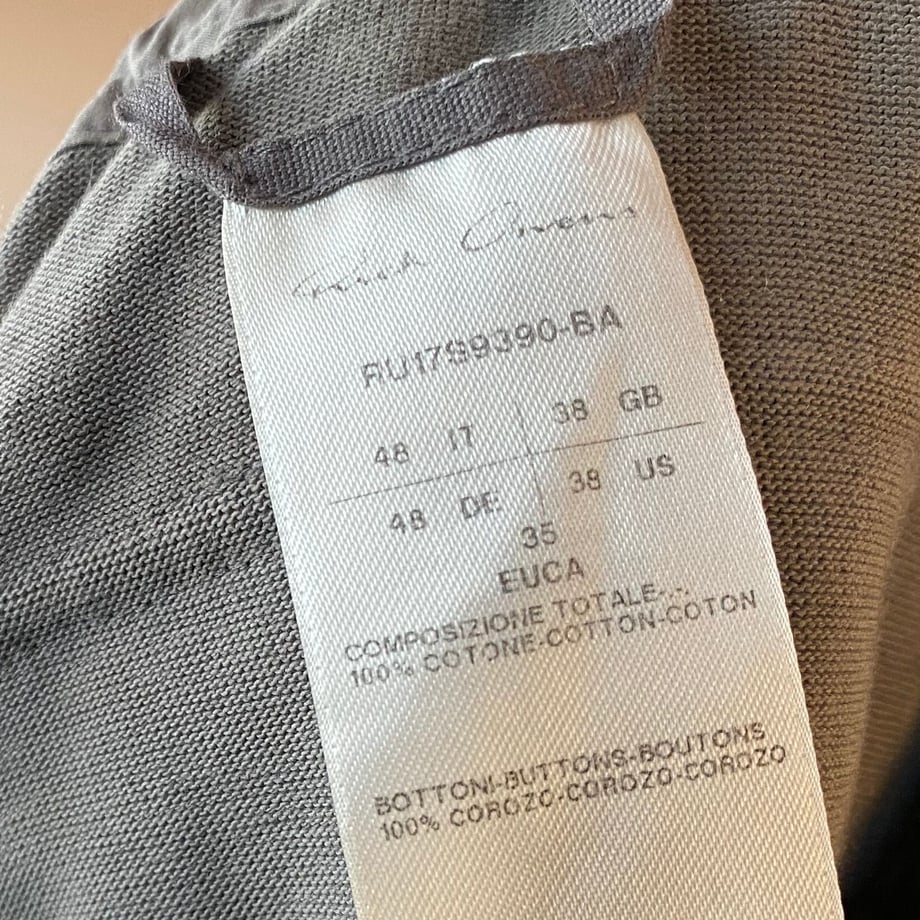 Rick Owens
RU17S9390-BA
48 IT 38 GB
48 DE 38 US
35
EUCA
COMPOSIZIONE TOTALE-..
100% COTONE-COTTON-COTON
BOTTONI-BUTTONS-BOUTONS
100% COROZO-COROZO-COROZO